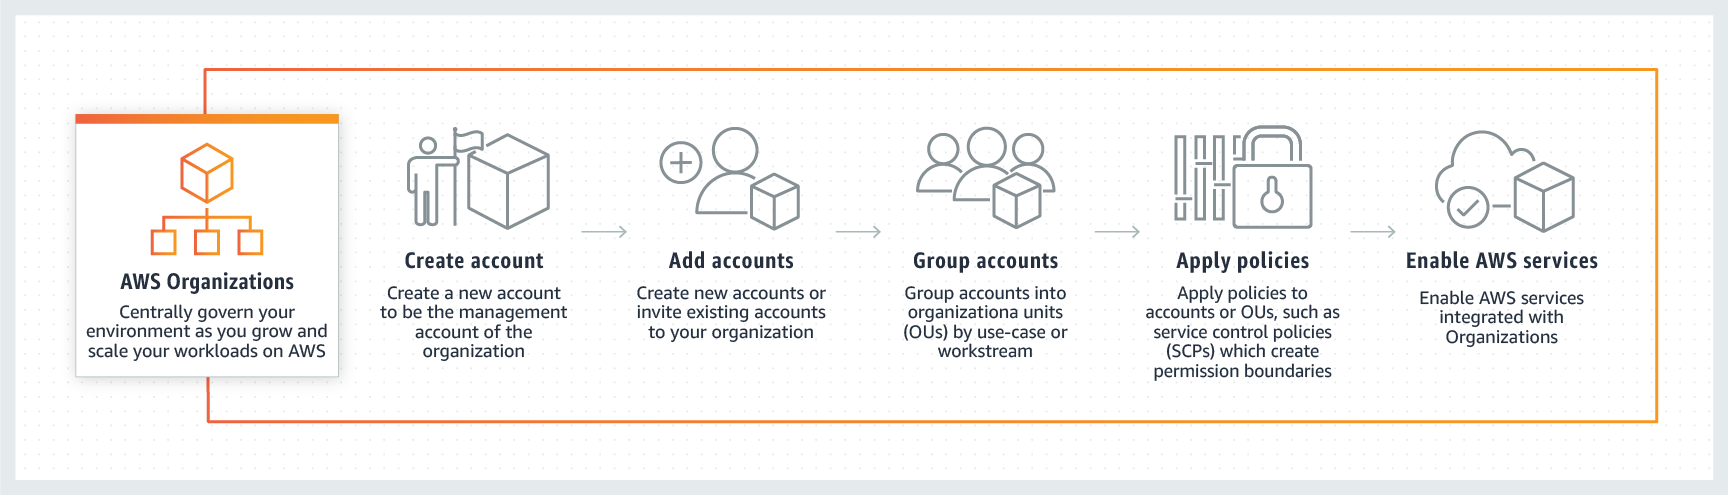 AWS Organizations
Centrally govern your
environment as you grow and
scale your workloads on AWS
Create account
Create a new account
to be the management
account of the
organization
Add accounts
Create new accounts or
invite existing accounts
to your organization
Group accounts
Group accounts into
organizationa units
(OUs) by use-case or
workstream
Apply policies
Apply policies to
accounts or OUs, such as
service control policies
(SCPs) which create
permission boundaries
Enable AWS services
Enable AWS services
integrated with
Organizations